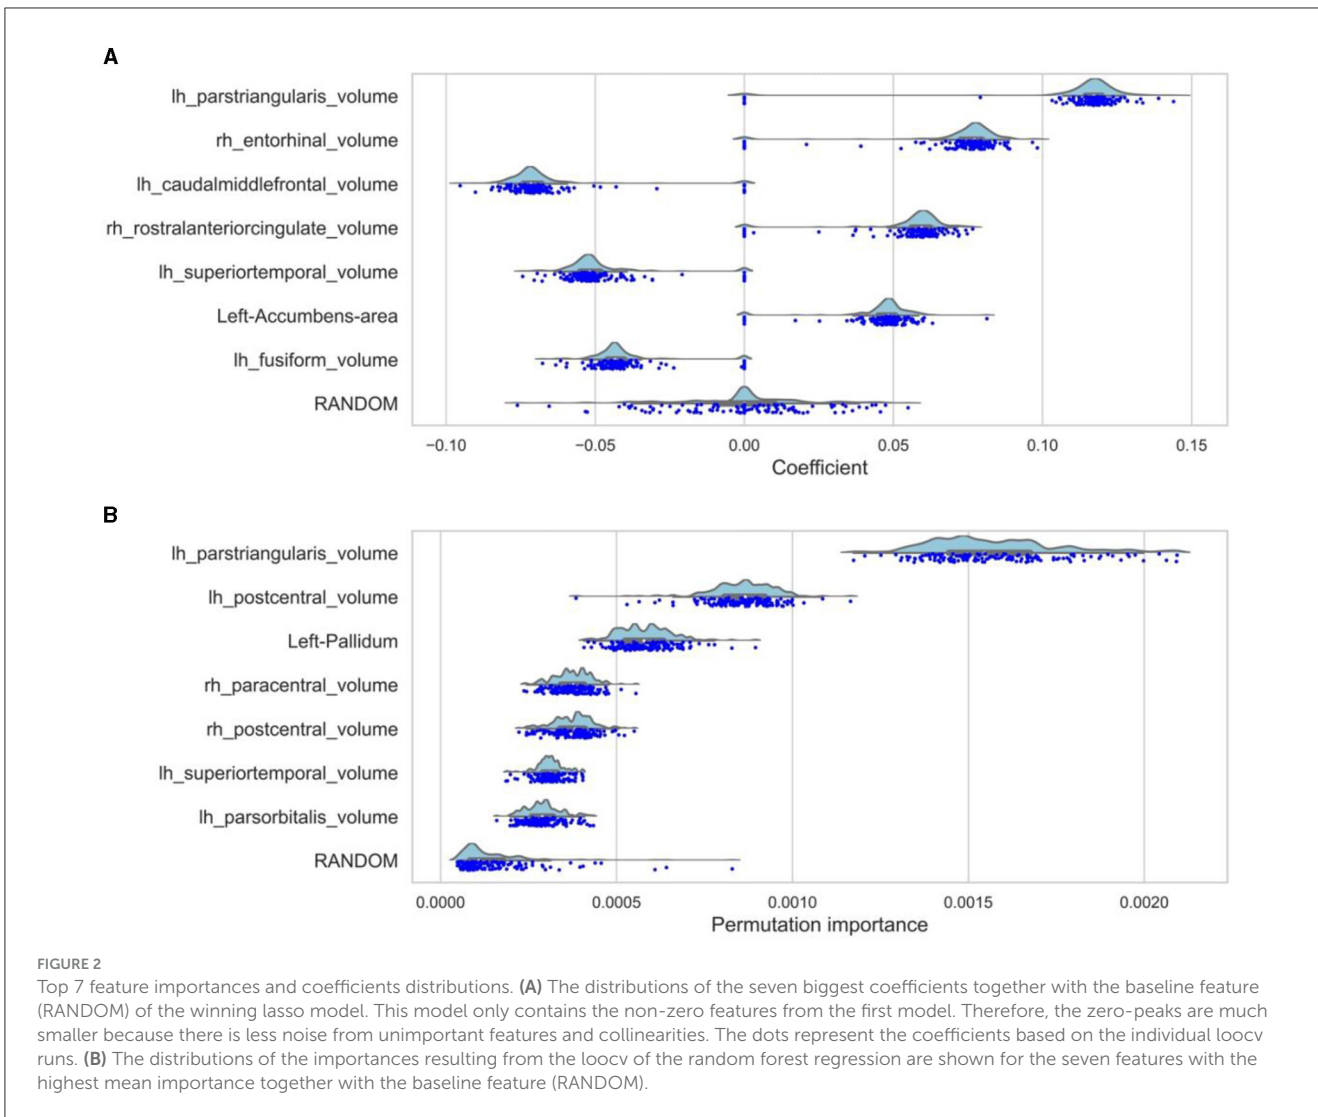 A
lh_parstriangularis_volume
rh_entorhinal_volume
lh_caudalmiddlefrontal_volume
rh_rostralanteriorcingulate_volume
lh_superiortemporal_volume
Left-Accumbens-area
lh_fusiform_volume
RANDOM
−0.10 −0.05 0.00 0.05 0.10 0.15
Coefficient
B
lh_parstriangularis_volume
lh_postcentral_volume
Left-Pallidum
rh_paracentral_volume
rh_postcentral_volume
lh_superiortemporal_volume
lh_parsorbitalis_volume
RANDOM
0.0000 0.0005 0.0010 0.0015 0.0020
Permutation importance
FIGURE 2
Top 7 feature importances and coefficients distributions. (A) The distributions of the seven biggest coefficients together with the baseline feature
(RANDOM) of the winning lasso model. This model only contains the non-zero features from the first model. Therefore, the zero-peaks are much
smaller because there is less noise from unimportant features and collinearities. The dots represent the coefficients based on the individual loocv
runs. (B) The distributions of the importances resulting from the loocv of the random forest regression are shown for the seven features with the
highest mean importance together with the baseline feature (RANDOM).